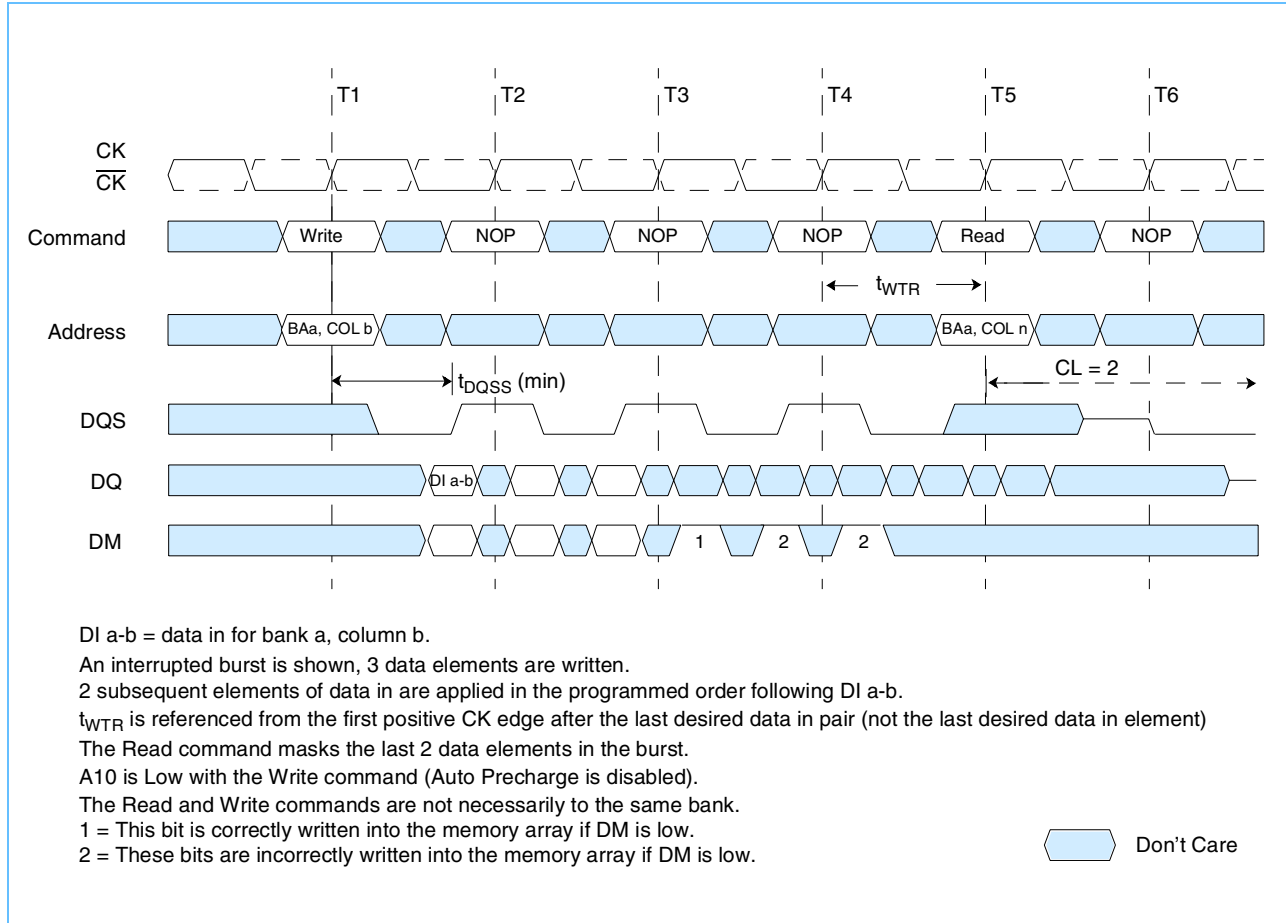 T1 T2 T3 T4 T5 T6
CK
CK
Command Write NOP NOP NOP Read NOP
tWTR
Address BAa, COL b BAa, COL n
tDQSS (min) CL = 2
DQS
DQ DI a-b
DM 1 2 2
DI a-b = data in for bank a, column b.
An interrupted burst is shown, 3 data elements are written.
2 subsequent elements of data in are applied in the programmed order following DI a-b.
tWTR is referenced from the first positive CK edge after the last desired data in pair (not the last desired data in element)
The Read command masks the last 2 data elements in the burst.
A10 is Low with the Write command (Auto Precharge is disabled).
The Read and Write commands are not necessarily to the same bank.
1 = This bit is correctly written into the memory array if DM is low.
2 = These bits are incorrectly written into the memory array if DM is low.
Don't Care